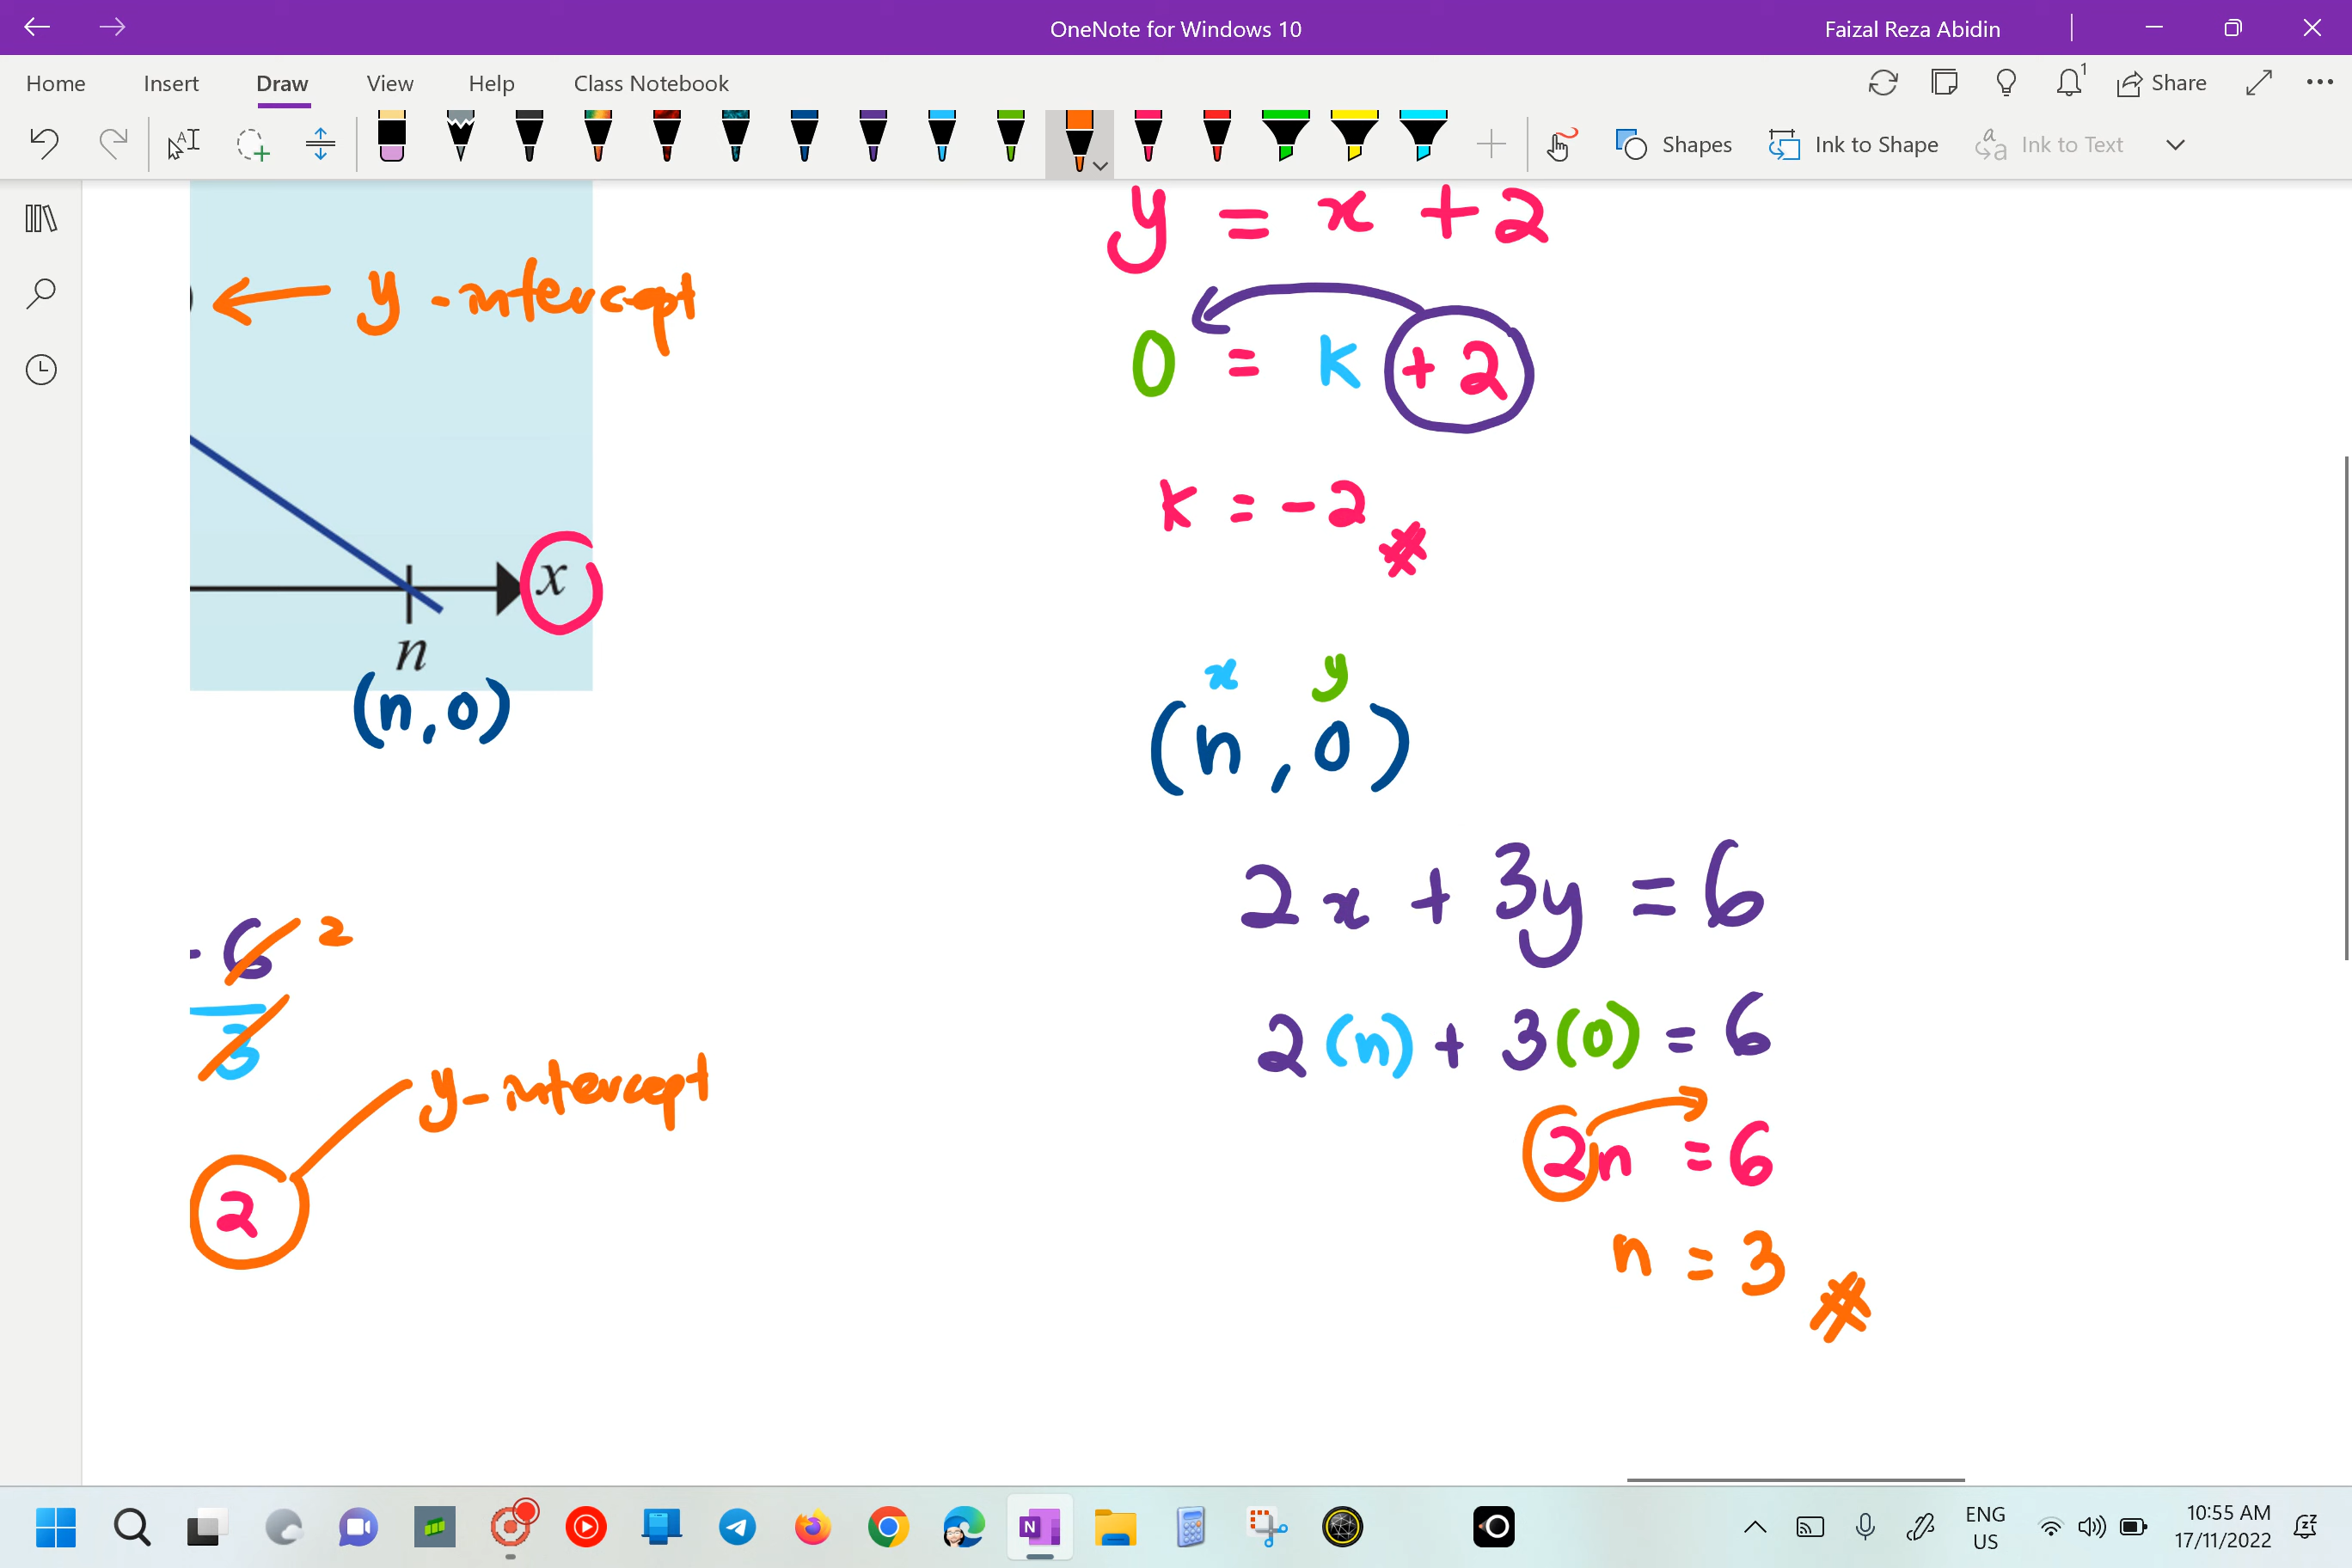 OneNote for Windows 10
Faizal Reza Abidin
Home Insert Draw View Help Class Notebook
1 Share
Shapes Ink to Shape Ink to Text
y = x + 2
← y-intercept
0 = k + 2
k = -2 #
x
n
(n, 0)
x y
(n, 0)
2x + 3y = 6
- 6 2
3
2(n) + 3(0) = 6
y-intercept
2n = 6
2
n = 3 #
ENG
US
10:55 AM
17/11/2022